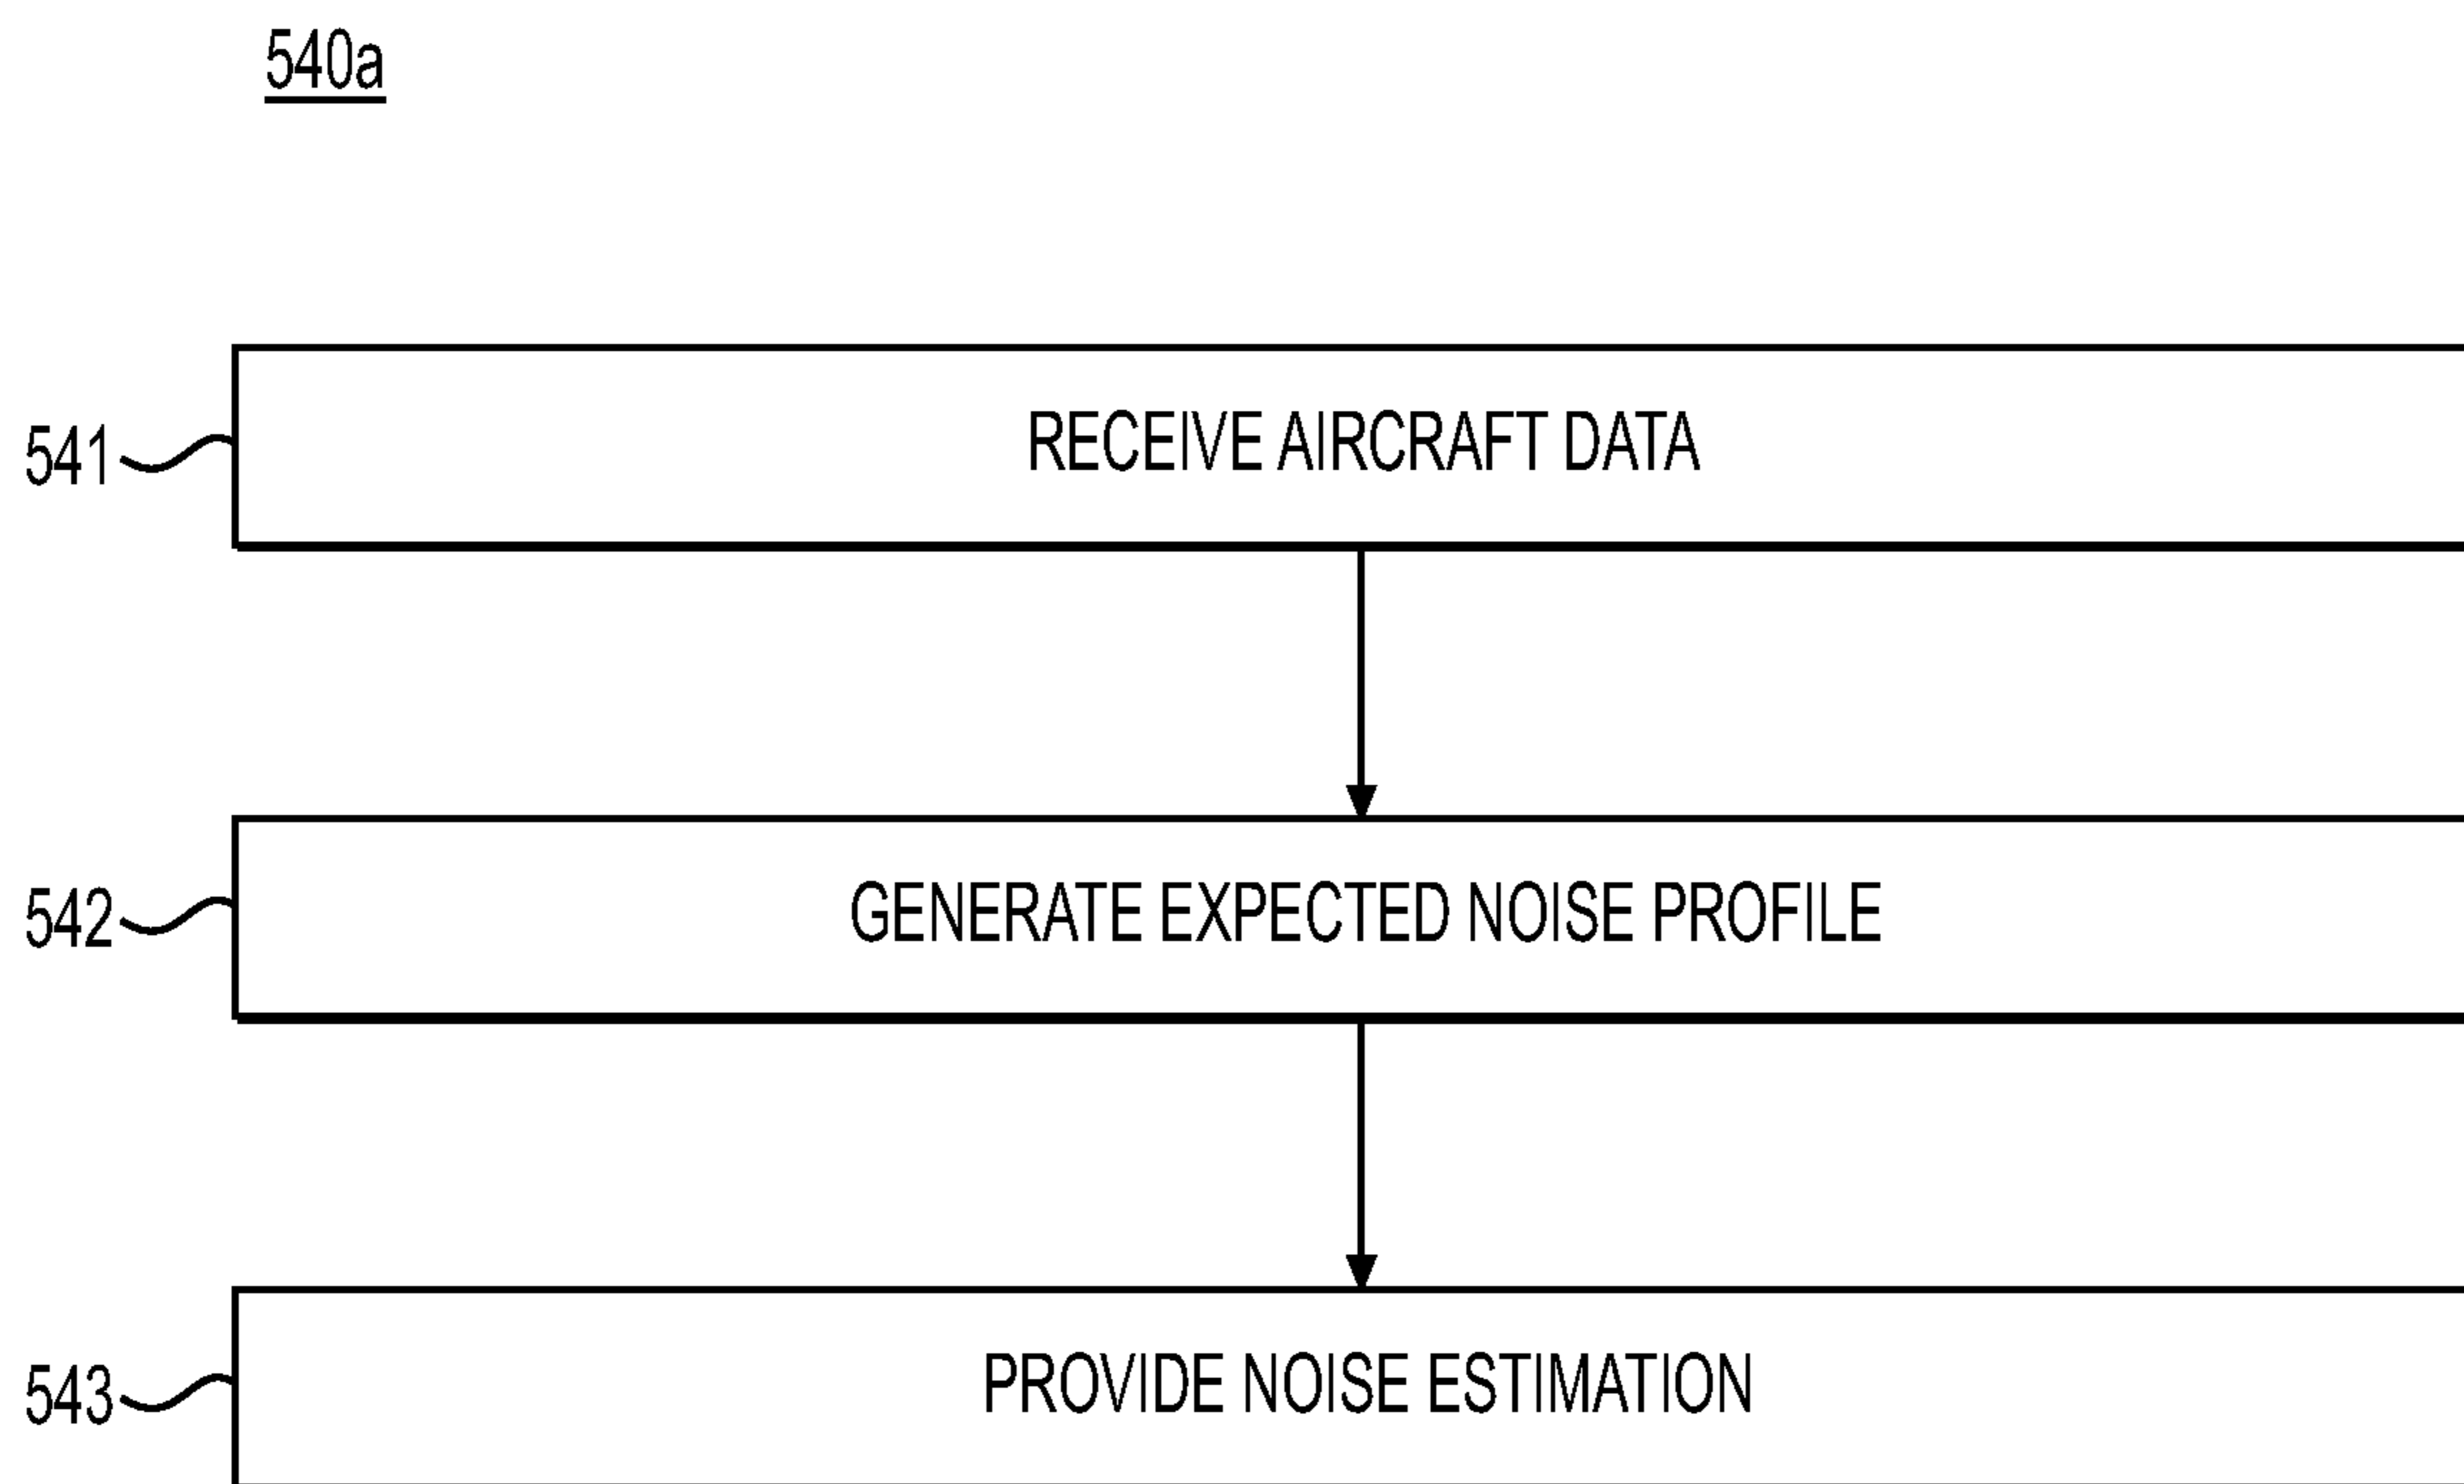 540a
541 RECEIVE AIRCRAFT DATA
542 GENERATE EXPECTED NOISE PROFILE
543 PROVIDE NOISE ESTIMATION